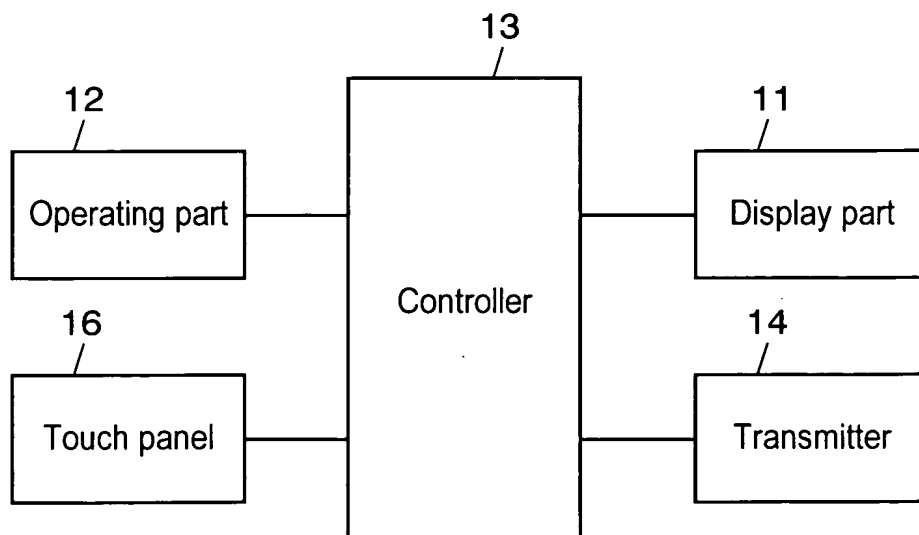 13
12
11
Operating part
Display part
Controller
16
14
Touch panel
Transmitter